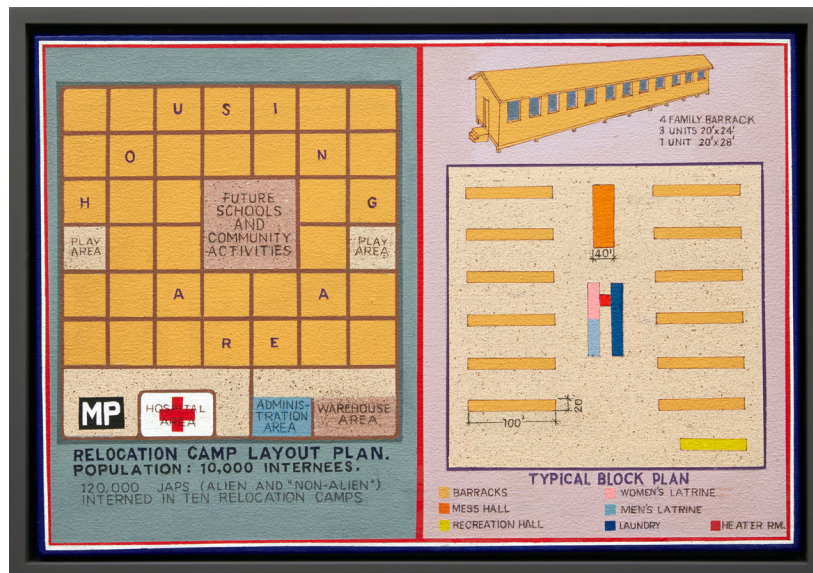 U S I
O N
H G
FUTURE
SCHOOLS
AND
COMMUNITY
ACTIVITIES
PLAY
AREA
PLAY
AREA
A A
R E
MP
HOSPITAL
AREA
ADMINIS-
TRATION
AREA
WAREHOUSE
AREA
RELOCATION CAMP LAYOUT PLAN.
POPULATION: 10,000 INTERNEES.
120,000 JAPS (ALIEN AND "NON-ALIEN")
INTERNED IN TEN RELOCATION CAMPS
4 FAMILY BARRACK
3 UNITS 20'x24'
1 UNIT 20'x28'
40'
100'
20'
TYPICAL BLOCK PLAN
BARRACKS
MESS HALL
RECREATION HALL
WOMEN'S LATRINE
MEN'S LATRINE
LAUNDRY
HEATER RM.